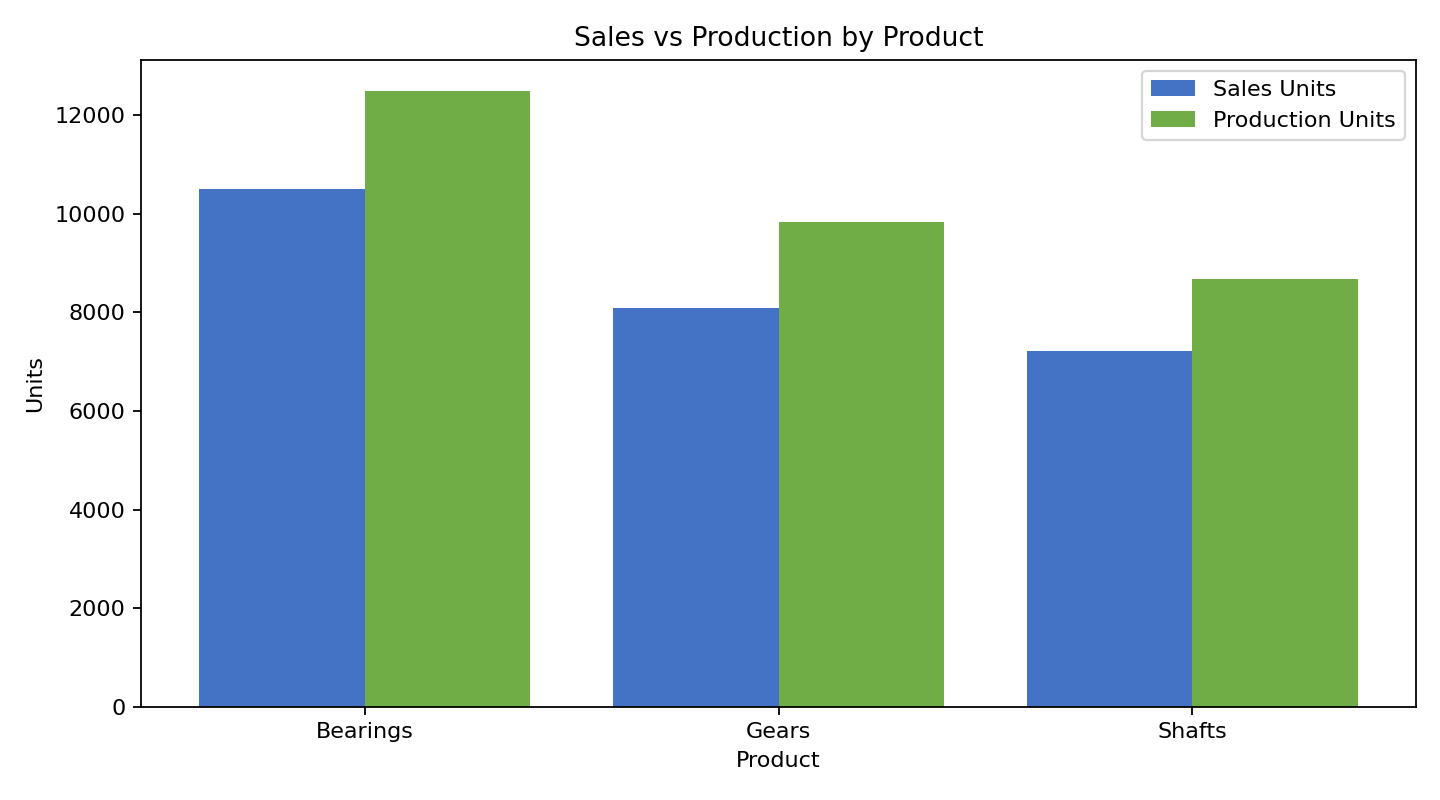 Sales vs Production by Product
Sales Units
Production Units
12000
10000
8000
6000
4000
2000
0
Units
Bearings Gears Shafts
Product